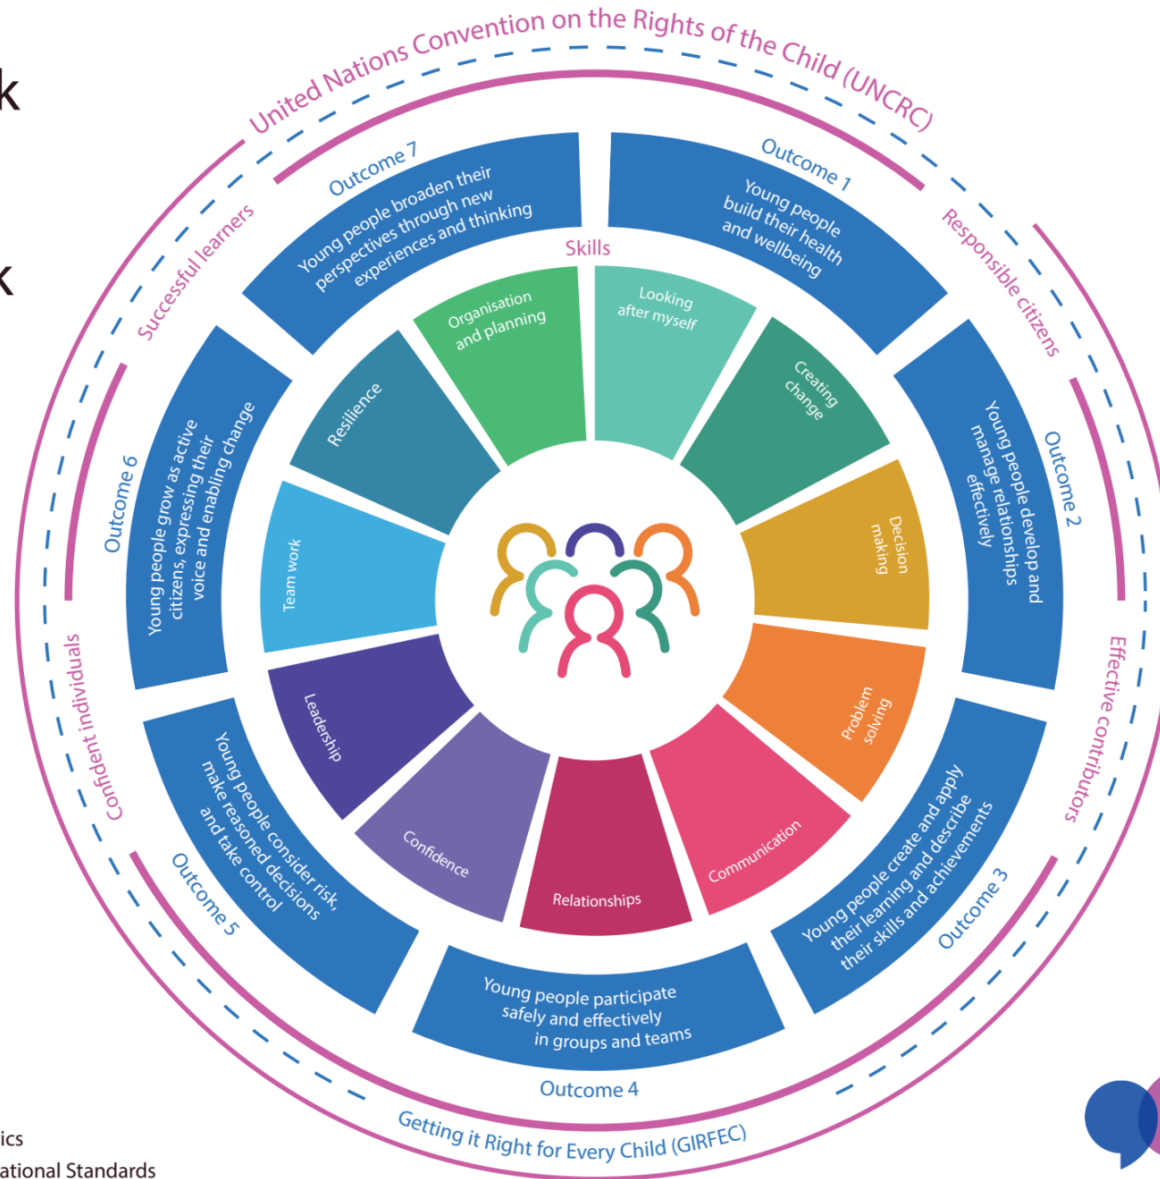 k
k
United Nations Convention on the Rights of the Child (UNCRC)
Successful learners
Responsible citizens
Effective contributors
Confident individuals
Getting it Right for Every Child (GIRFEC)
Outcome 1
Young people
build their health
and wellbeing
Outcome 2
Young people develop and
manage relationships
effectively
Outcome 3
Young people create and apply
their learning and describe
their skills and achievements
Outcome 4
Young people participate
safely and effectively
in groups and teams
Outcome 5
Young people consider risk,
make reasoned decisions
and take control
Outcome 6
Young people grow as active
citizens, expressing their
voice and enabling change
Outcome 7
Young people broaden their
perspectives through new
experiences and thinking
Skills
Looking
after myself
Creating
change
Decision
making
Problem
solving
Communication
Relationships
Confidence
Leadership
Team work
Resilience
Organisation
and planning
ics
ational Standards